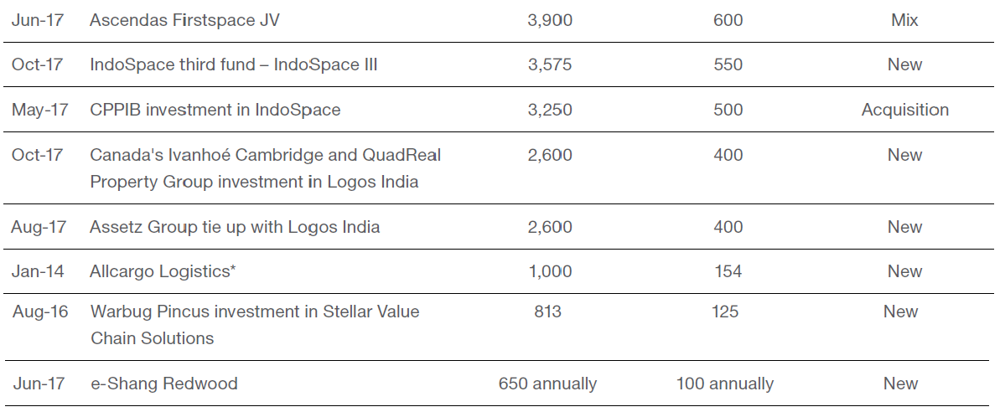 Jun-17 Ascendas Firstspace JV 3,900 600 Mix
Oct-17 IndoSpace third fund – IndoSpace III 3,575 550 New
May-17 CPPIB investment in IndoSpace 3,250 500 Acquisition
Oct-17 Canada's Ivanhoé Cambridge and QuadReal 2,600 400 New
Property Group investment in Logos India
Aug-17 Assetz Group tie up with Logos India 2,600 400 New
Jan-14 Allcargo Logistics* 1,000 154 New
Aug-16 Warbug Pincus investment in Stellar Value 813 125 New
Chain Solutions
Jun-17 e-Shang Redwood 650 annually 100 annually New